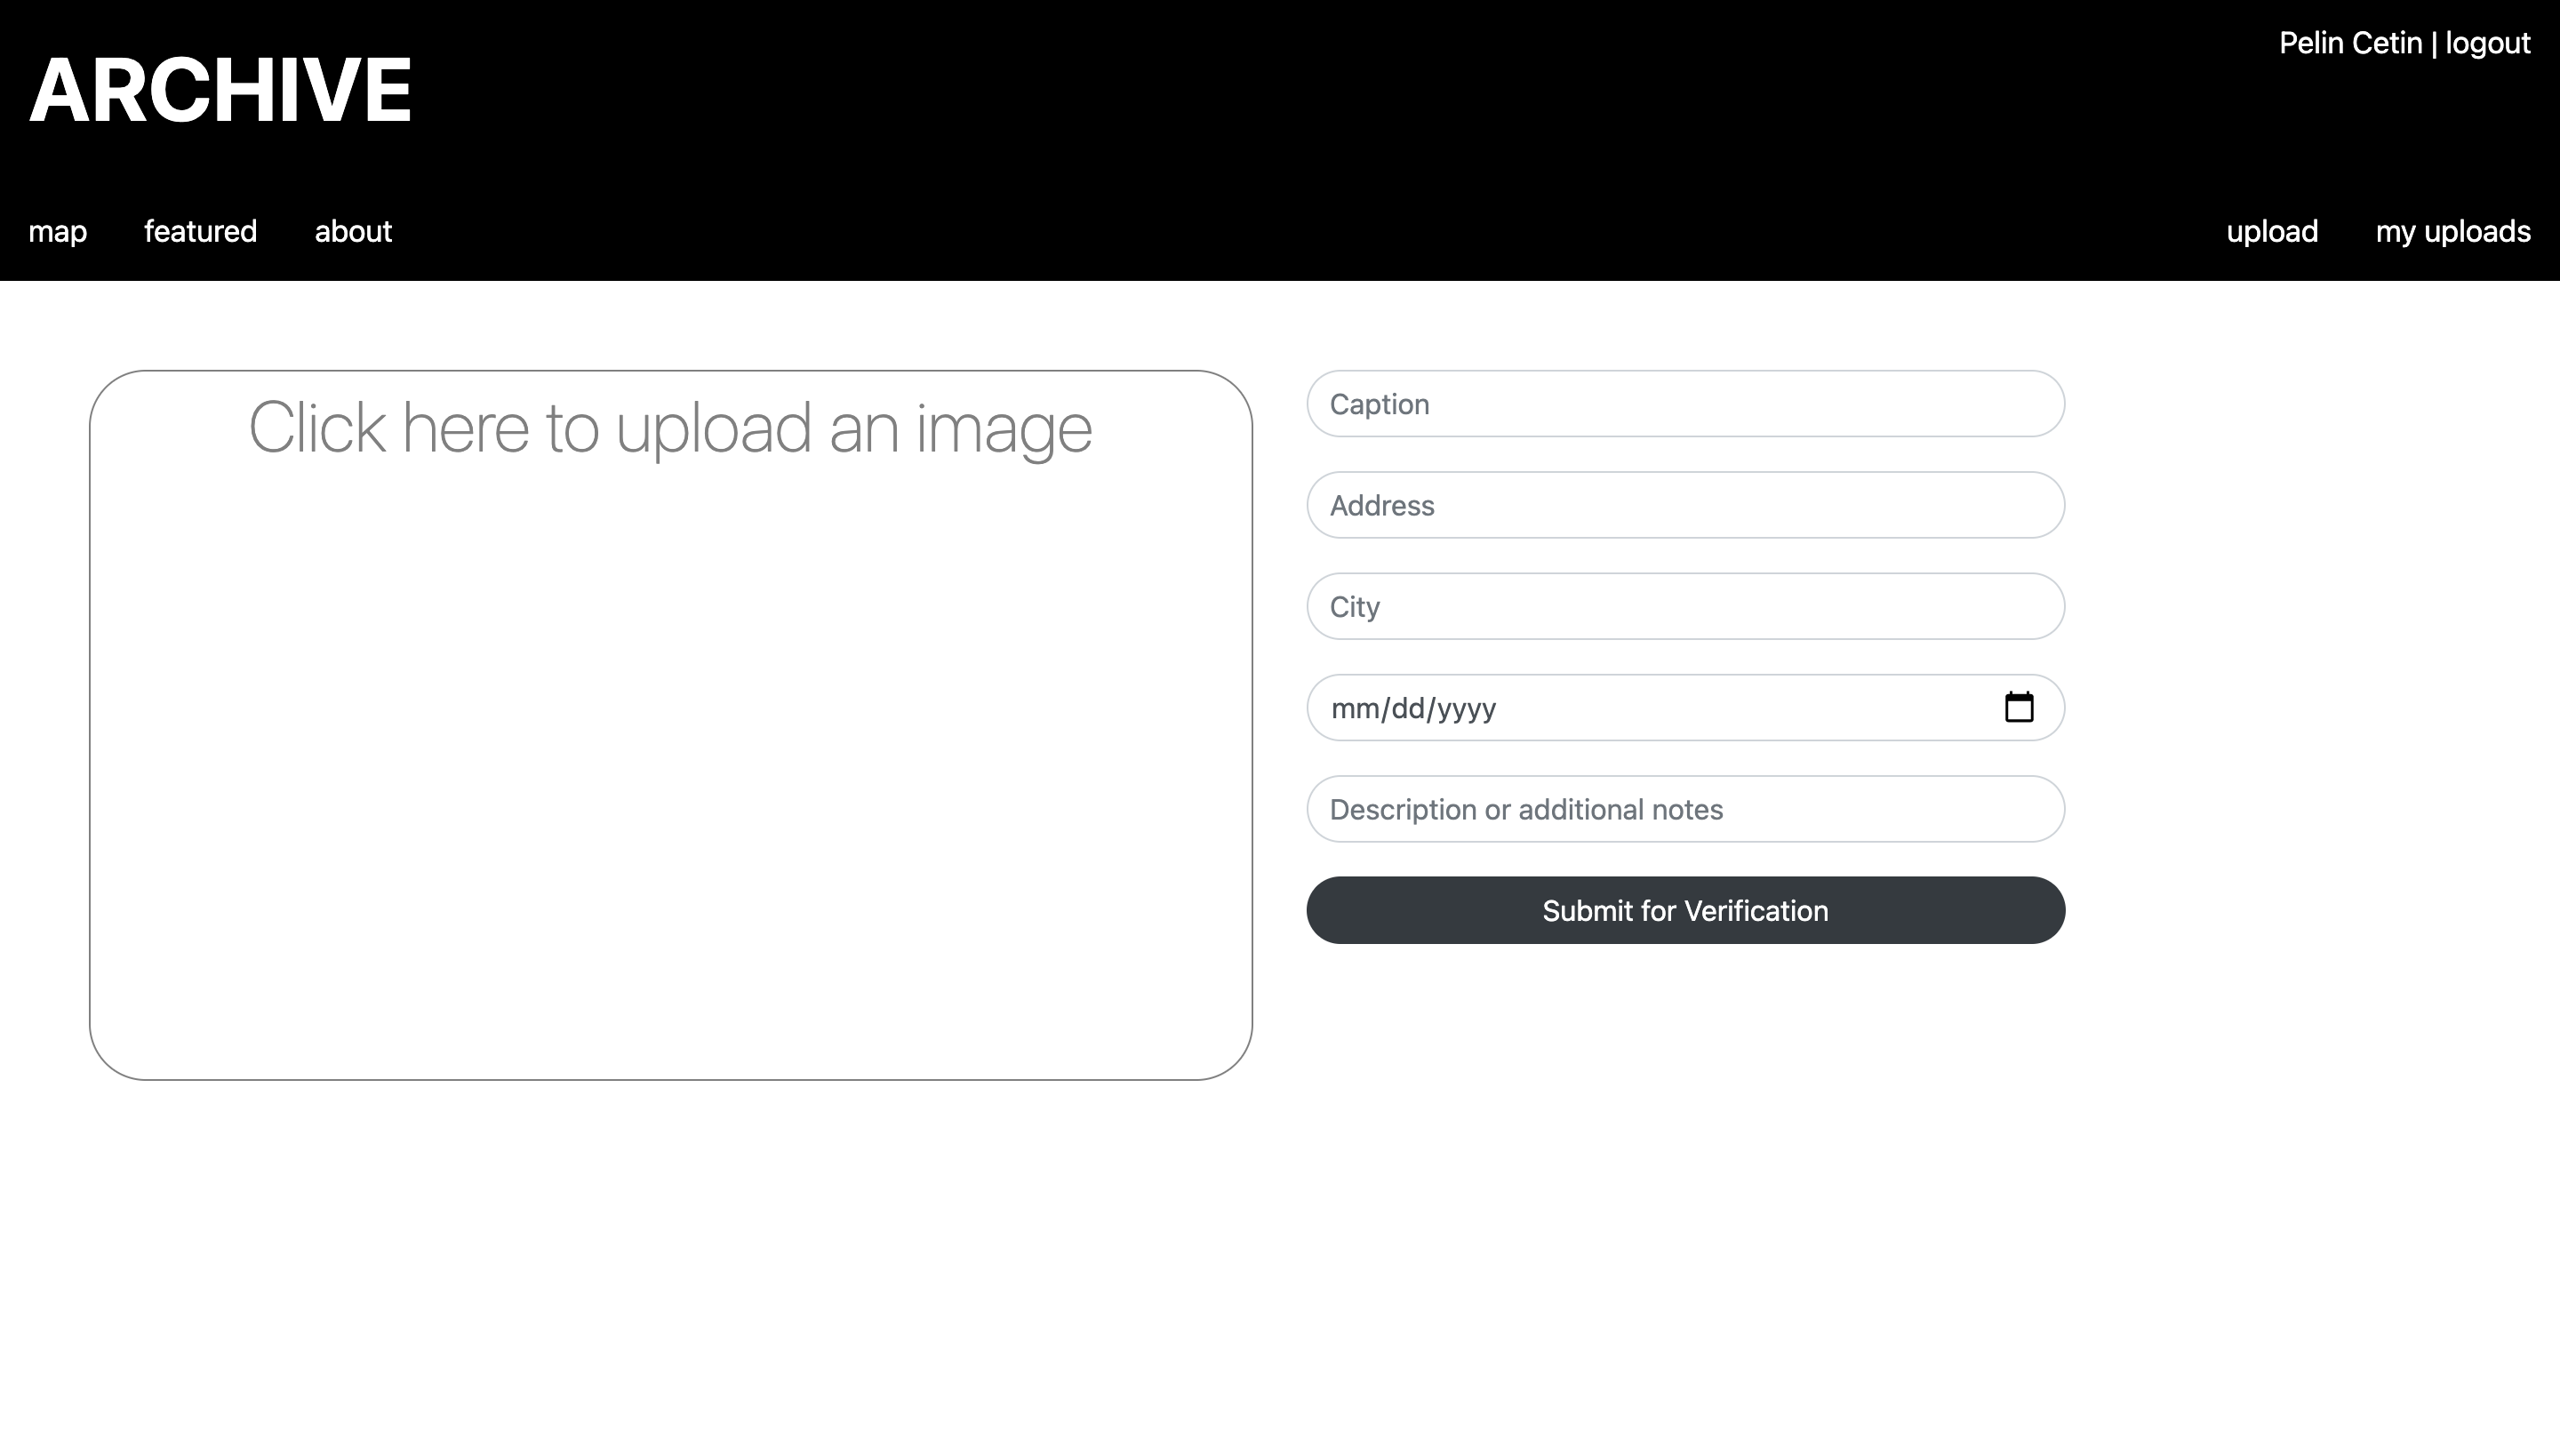 Pelin Cetin | logout
ARCHIVE
map featured about upload my uploads
Click here to upload an image
Caption
Address
City
mm/dd/yyyy
Description or additional notes
Submit for Verification